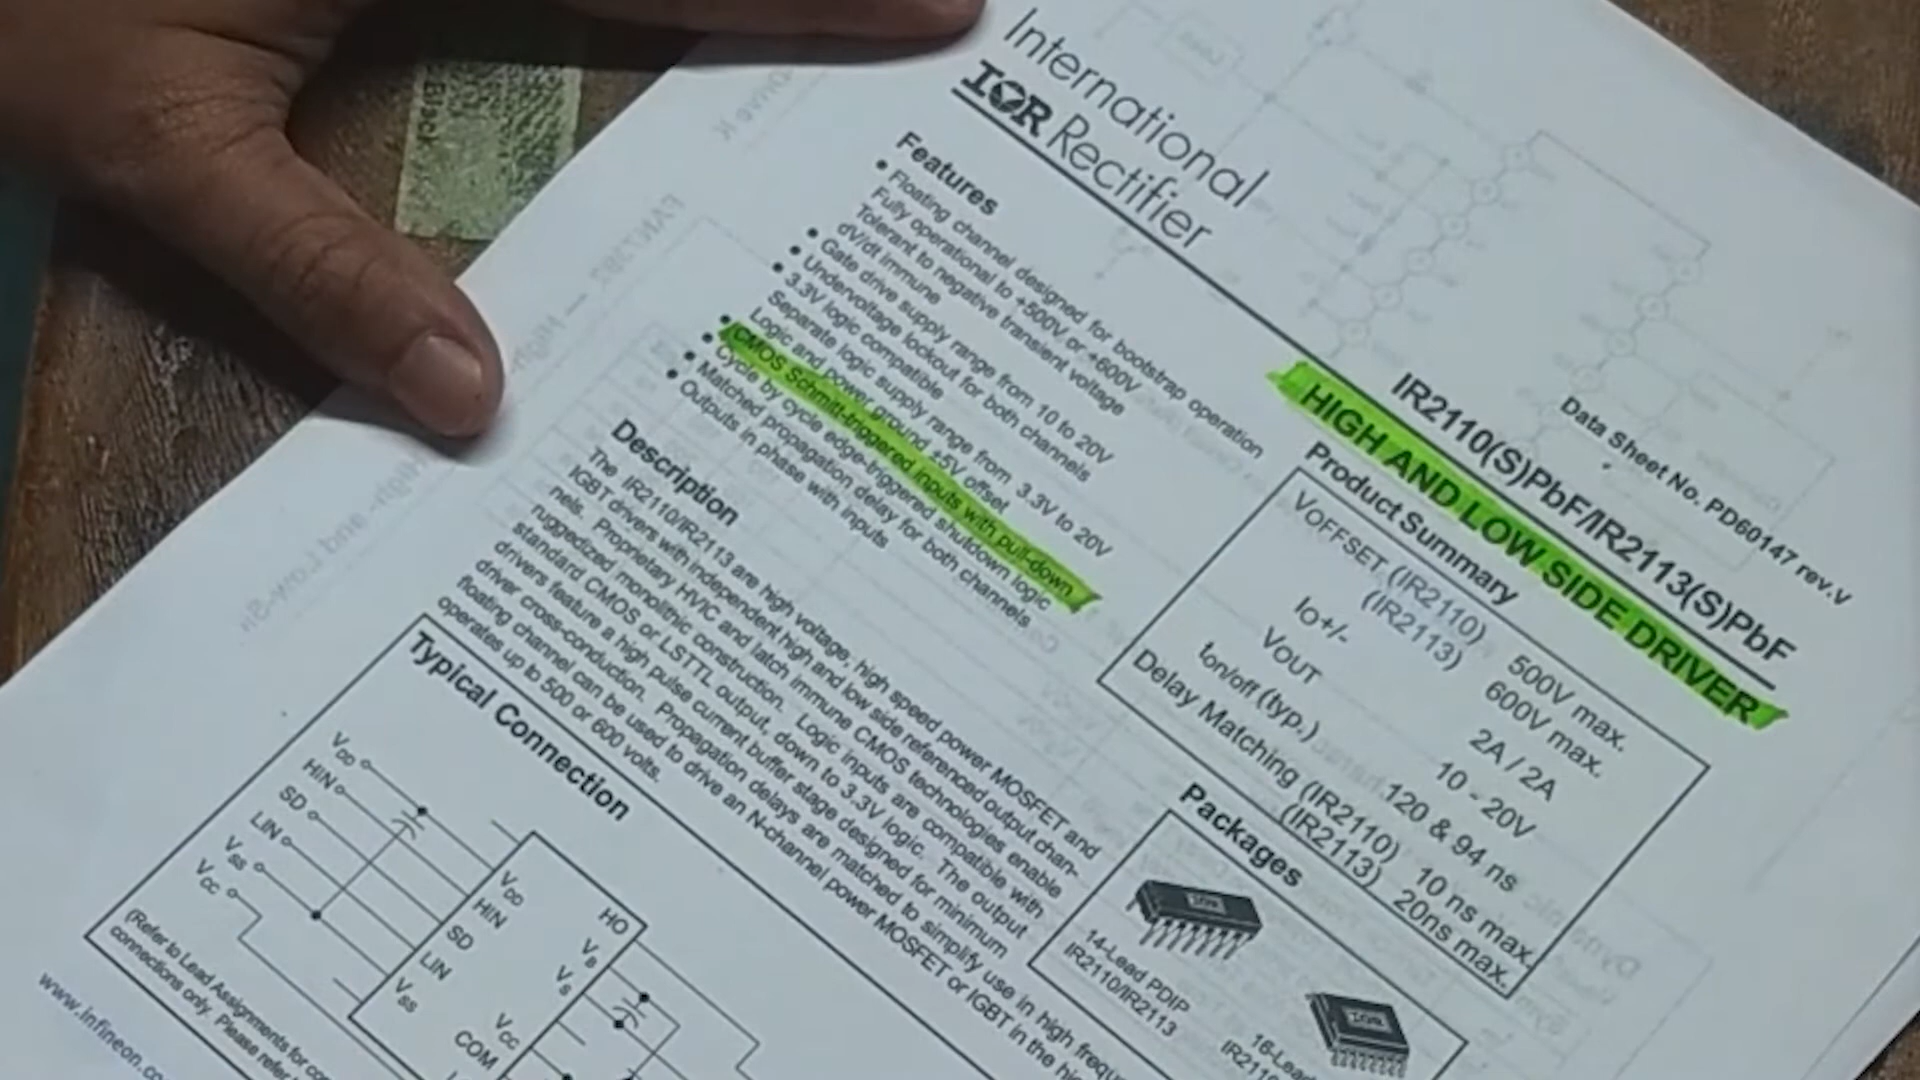 International
IOR Rectifier
Data Sheet No. PD60147 rev.V
IR2110(S)PbF/IR2113(S)PbF
HIGH AND LOW SIDE DRIVER
Features
• Floating channel designed for bootstrap operation
Fully operational to +500V or +600V
Tolerant to negative transient voltage
dV/dt immune
• Gate drive supply range from 10 to 20V
• Undervoltage lockout for both channels
• 3.3V logic compatible
Separate logic supply range from 3.3V to 20V
Logic and power ground ±5V offset
• CMOS Schmitt-triggered inputs with pull-down
• Cycle by cycle edge-triggered shutdown logic
• Matched propagation delay for both channels
• Outputs in phase with inputs
Product Summary
VOFFSET (IR2110) 500V max.
(IR2113) 600V max.
IO+/- 2A / 2A
VOUT 10 - 20V
ton/off (typ.) 120 & 94 ns
Delay Matching (IR2110) 10 ns max.
(IR2113) 20ns max.
Description
The IR2110/IR2113 are high voltage, high speed power MOSFET and
IGBT drivers with independent high and low side referenced output chan-
nels. Proprietary HVIC and latch immune CMOS technologies enable
ruggedized monolithic construction. Logic inputs are compatible with
standard CMOS or LSTTL output, down to 3.3V logic. The output
drivers feature a high pulse current buffer stage designed for minimum
driver cross-conduction. Propagation delays are matched to simplify use in high frequ
floating channel can be used to drive an N-channel power MOSFET or IGBT in the hi
operates up to 500 or 600 volts.
Packages
14-Lead PDIP
IR2110/IR2113
16-Lead
IR2110
Typical Connection
VDD
HIN
SD
LIN
VSS
VCC
VDD
HIN
SD
LIN
VSS
HO
VB
VS
VCC
COM
(Refer to Lead Assignments for co
connections only. Please refer
www.infineon.co